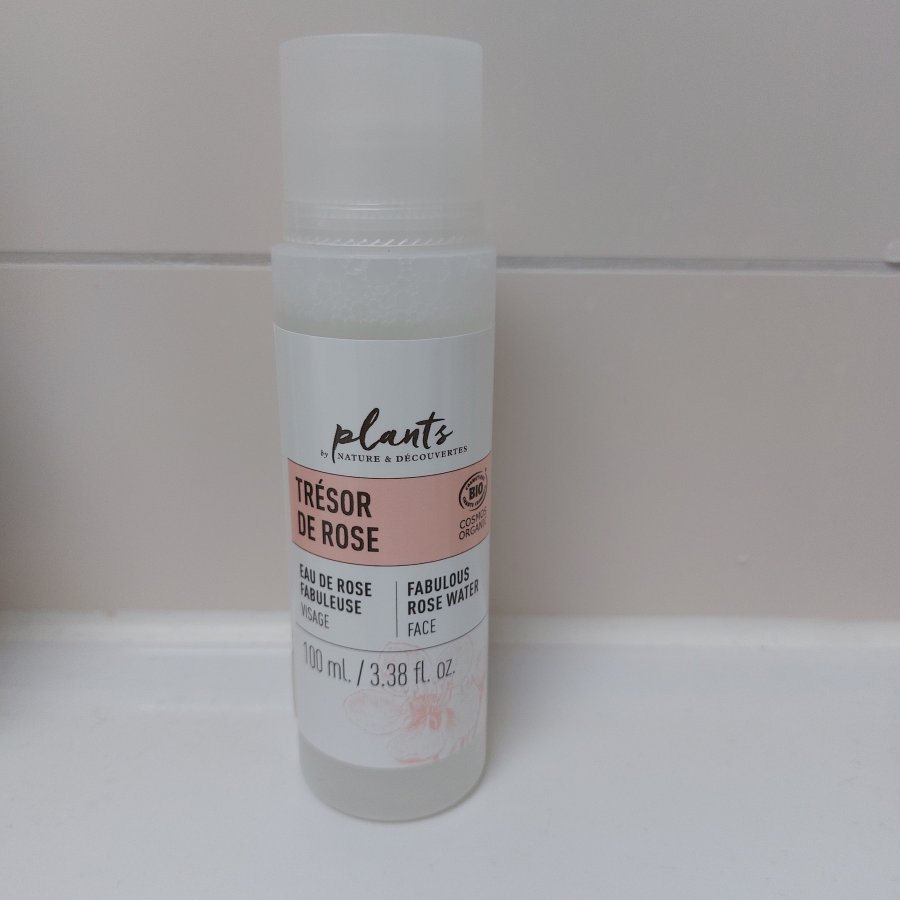 plants
by NATURE & DÉCOUVERTES
TRÉSOR
DE ROSE
BIO
COSMOS
ORGANIC
EAU DE ROSE
FABULEUSE
VISAGE
FABULOUS
ROSE WATER
FACE
100 ml. / 3.38 fl. oz.